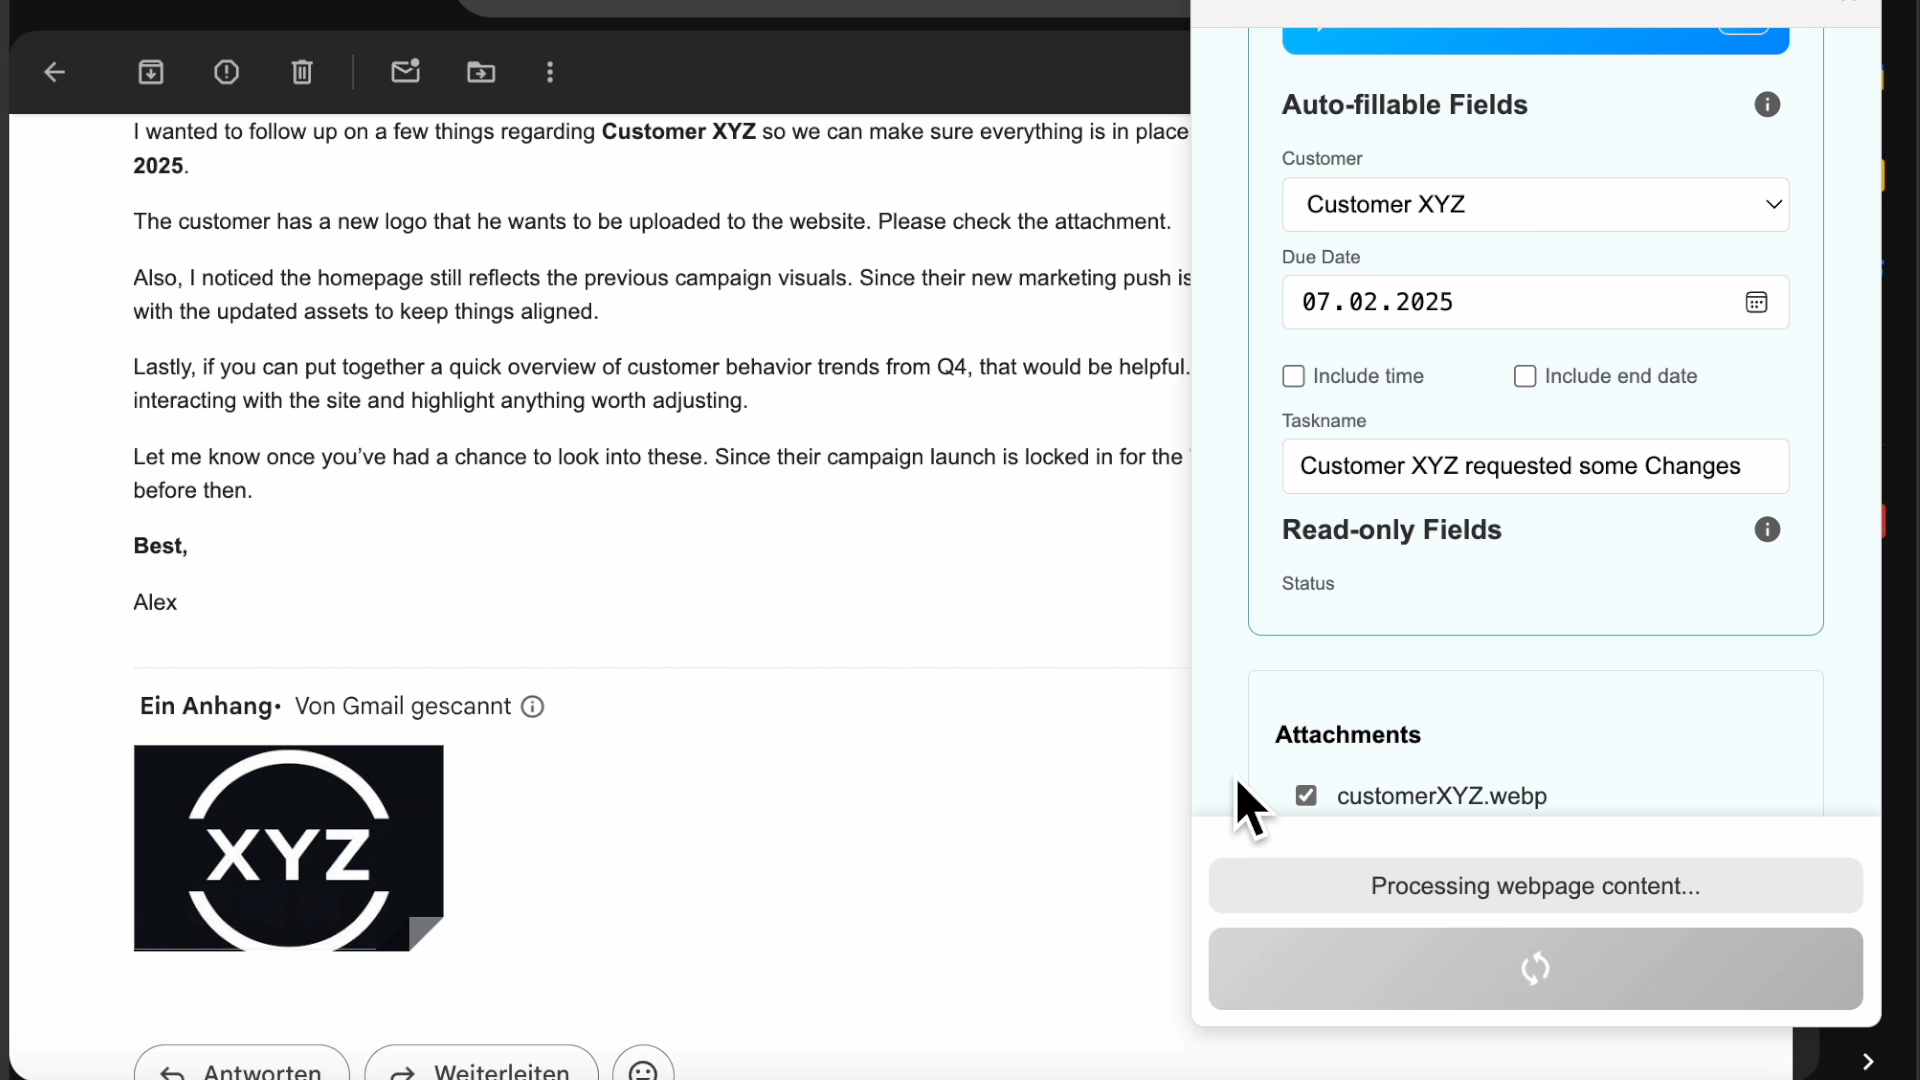 I wanted to follow up on a few things regarding Customer XYZ so we can make sure everything is in place
2025.
The customer has a new logo that he wants to be uploaded to the website. Please check the attachment.
Also, I noticed the homepage still reflects the previous campaign visuals. Since their new marketing push is
with the updated assets to keep things aligned.
Lastly, if you can put together a quick overview of customer behavior trends from Q4, that would be helpful.
interacting with the site and highlight anything worth adjusting.
Let me know once you’ve had a chance to look into these. Since their campaign launch is locked in for the
before then.
Best,
Alex
Ein Anhang• Von Gmail gescannt
XYZ
Antworten
Weiterleiten
Auto-fillable Fields
Customer
Customer XYZ
Due Date
07.02.2025
Include time
Include end date
Taskname
Customer XYZ requested some Changes
Read-only Fields
Status
Attachments
customerXYZ.webp
Processing webpage content...